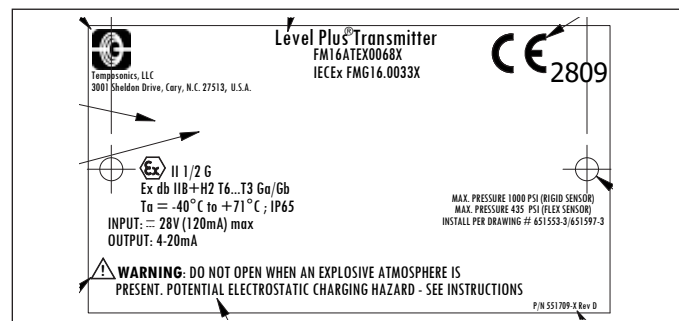 Level Plus® Transmitter
FM16ATEX0068X
IECEx FMG16.0033X
CE 2809
Temposonics, LLC
3001 Sheldon Drive, Cary, N.C. 27513, U.S.A.
Ex II 1/2 G
Ex db IIB+H2 T6...T3 Ga/Gb
Ta = -40°C to +71°C ; IP65
INPUT: ⎓ 28V (120mA) max
OUTPUT: 4-20mA
MAX. PRESSURE 1000 PSI (RIGID SENSOR)
MAX. PRESSURE 435 PSI (FLEX SENSOR)
INSTALL PER DRAWING # 651553-3/651597-3
WARNING: DO NOT OPEN WHEN AN EXPLOSIVE ATMOSPHERE IS
PRESENT. POTENTIAL ELECTROSTATIC CHARGING HAZARD - SEE INSTRUCTIONS
P/N 551709-X Rev D